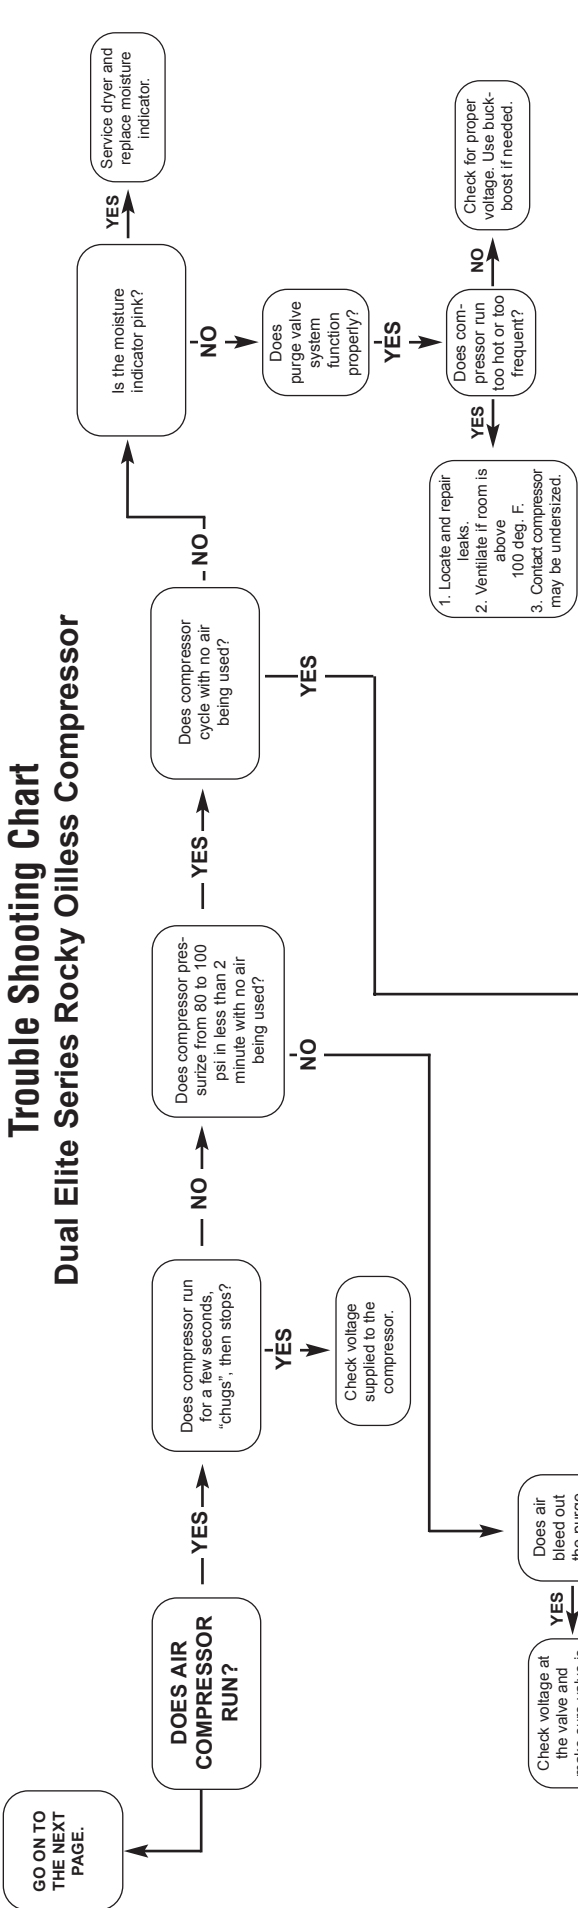 Trouble Shooting Chart
Dual Elite Series Rocky Oilless Compressor
GO ON TO
THE NEXT
PAGE.
DOES AIR
COMPRESSOR
RUN?
YES
Does compressor run
for a few seconds,
“chugs”, then stops?
YES
Check voltage
supplied to the
compressor.
NO
Does compressor pres-
surize from 80 to 100
psi in less than 2
minute with no air
being used?
NO
YES
Does compressor
cycle with no air
being used?
YES
NO
Is the moisture
indicator pink?
YES
Service dryer and
replace moisture
indicator.
NO
Does
purge valve
system
function
properly?
YES
Does com-
pressor run
too hot or too
frequent?
NO
Check for proper
voltage. Use buck-
boost if needed.
YES
1. Locate and repair
leaks.
2. Ventilate if room is
above
100 deg. F.
3. Contact compressor
may be undersized.
Does air
bleed out
the purge
YES
Check voltage at
the valve and
make sure valve is